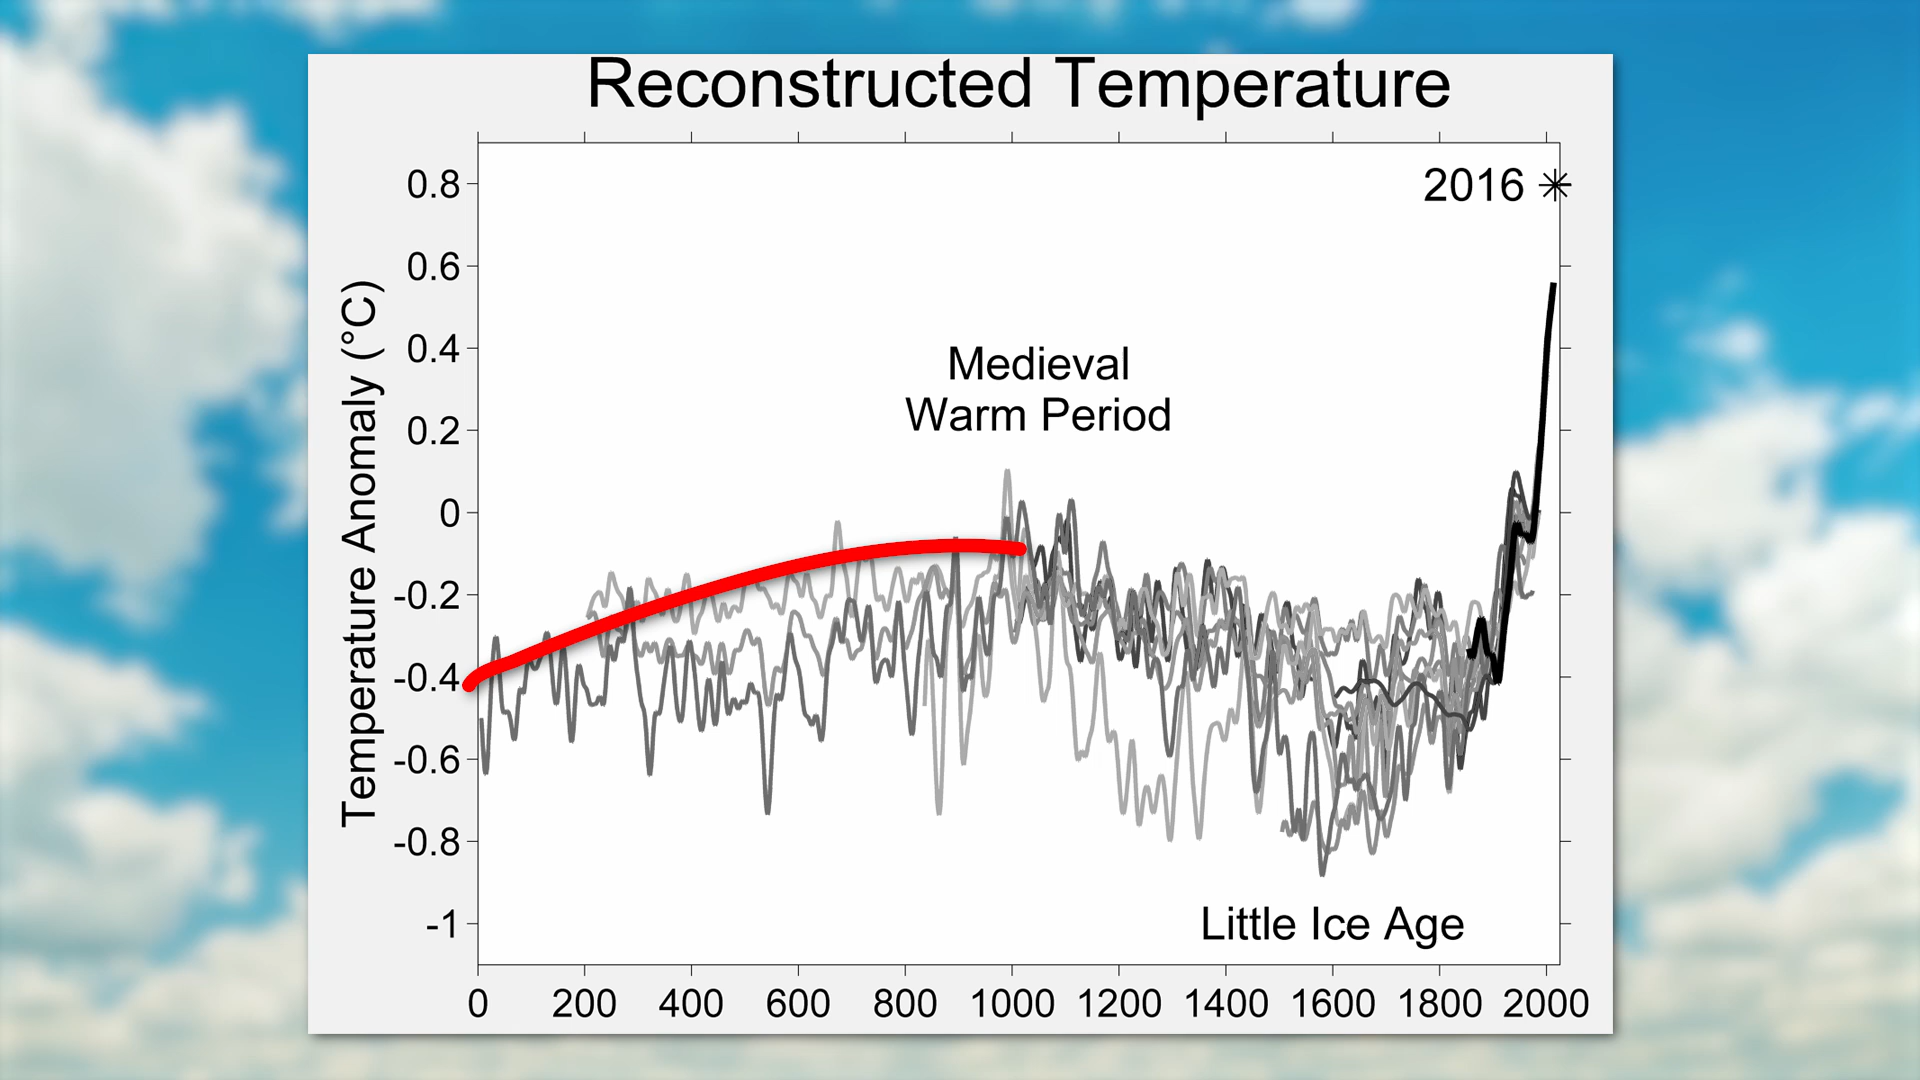 Reconstructed Temperature
2016
0.8
0.6
0.4
0.2
0
-0.2
-0.4
-0.6
-0.8
-1
Temperature Anomaly (°C)
Medieval
Warm Period
Little Ice Age
0 200 400 600 800 1000 1200 1400 1600 1800 2000